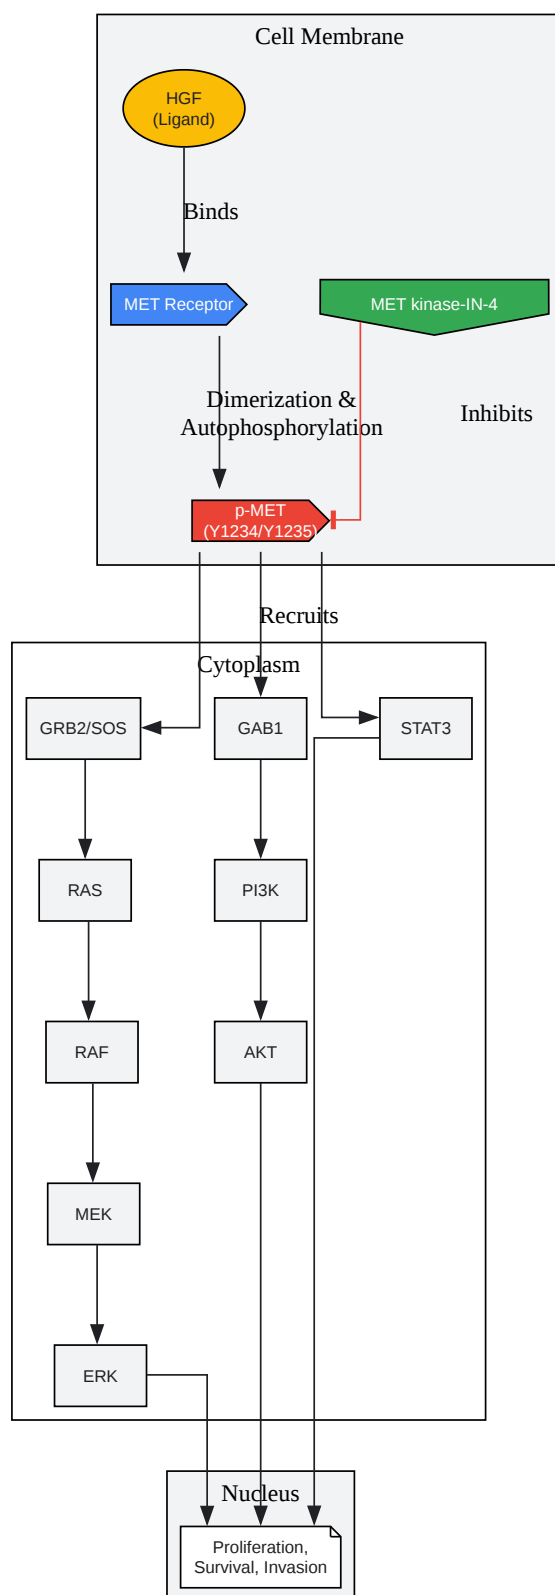 Cell Membrane
HGF
(Ligand)
Binds
MET Receptor
MET kinase-IN-4
Dimerization &
Autophosphorylation
Inhibits
p-MET
(Y1234/Y1235)
Recruits
Cytoplasm
GRB2/SOS
GAB1
STAT3
RAS
PI3K
RAF
AKT
MEK
ERK
Nucleus
Proliferation,
Survival, Invasion